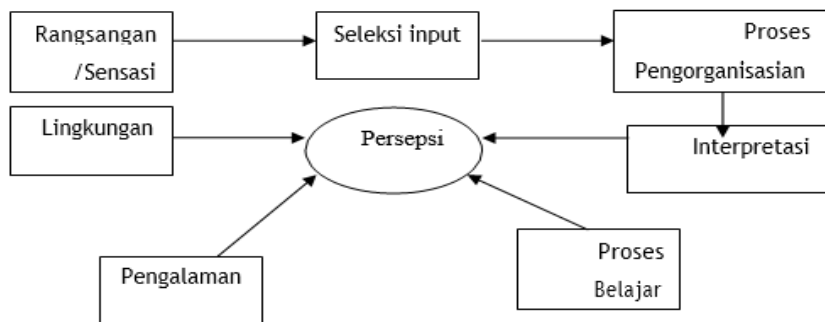 Rangsangan
/Sensasi
Seleksi input
Proses
Pengorganisasian
Lingkungan
Persepsi
Interpretasi
Pengalaman
Proses
Belajar